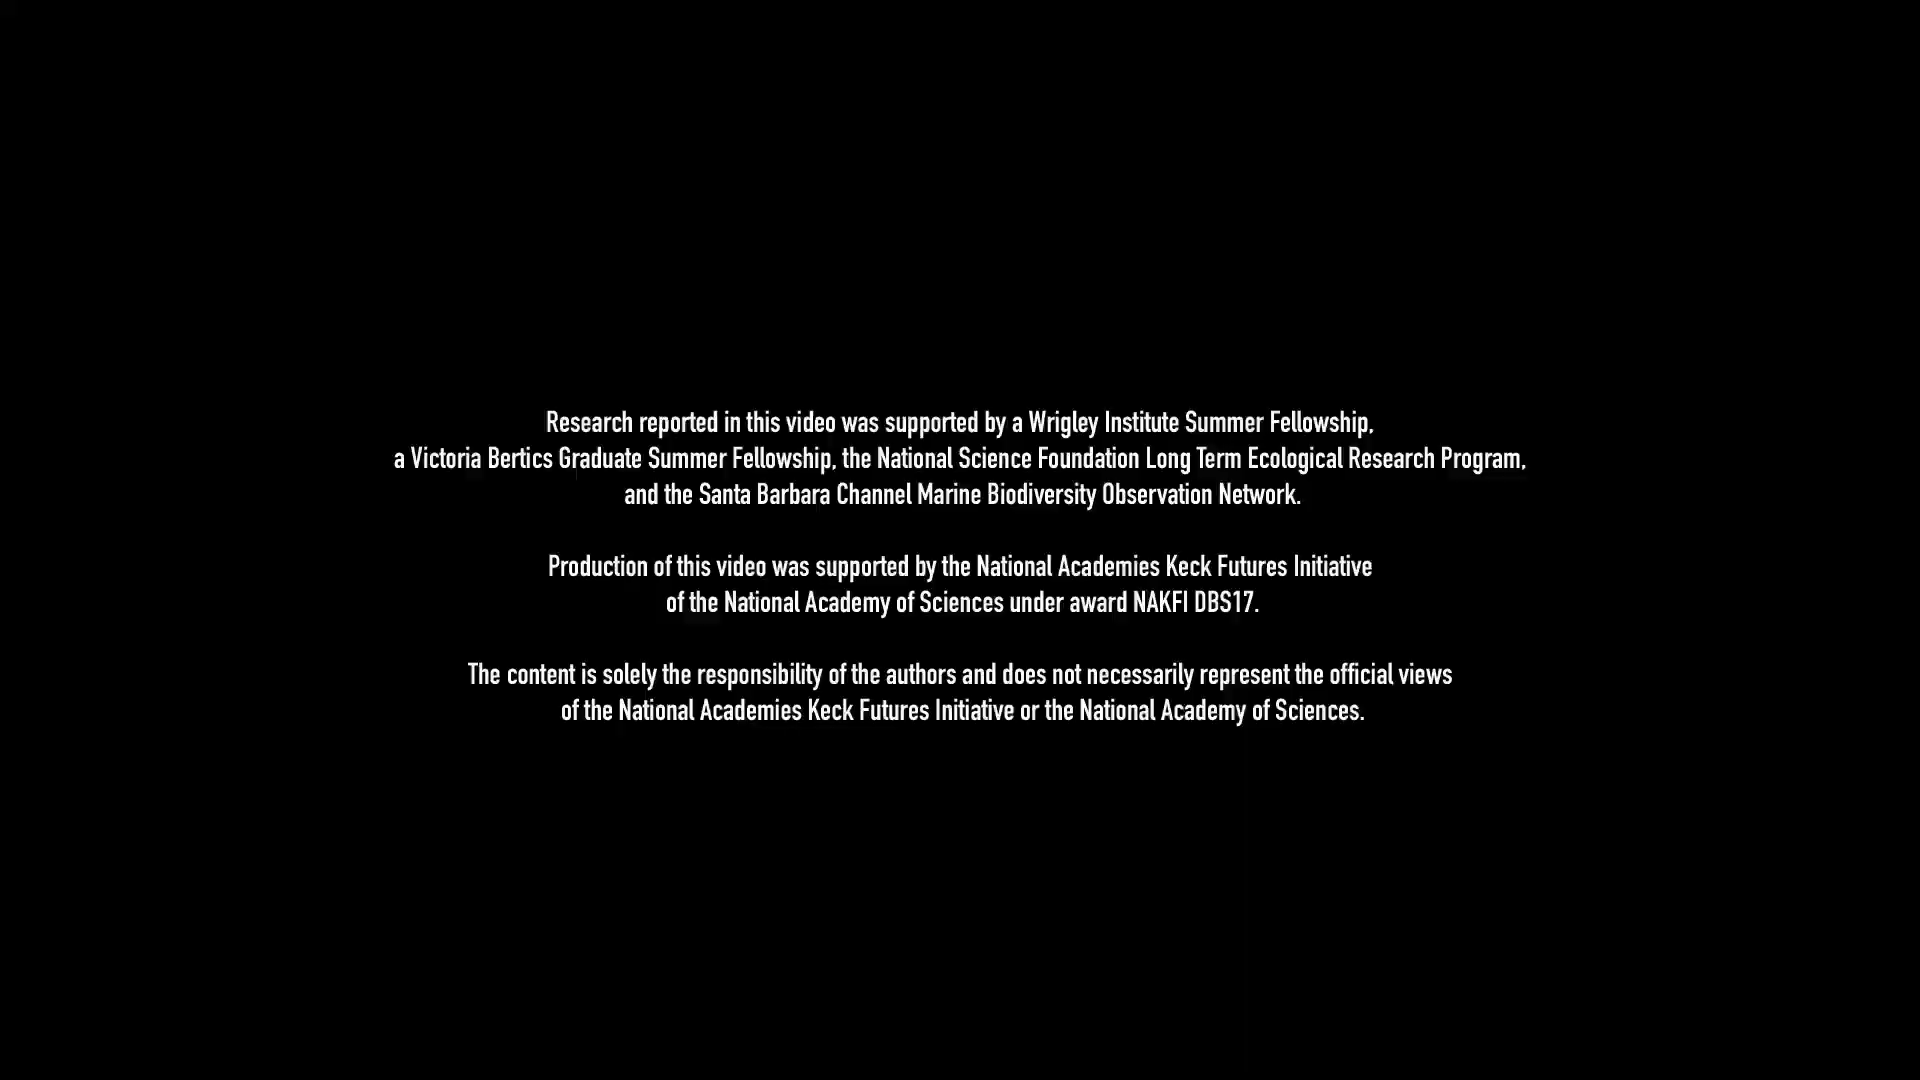 Research reported in this video was supported by a Wrigley Institute Summer Fellowship,
a Victoria Bertics Graduate Summer Fellowship, the National Science Foundation Long Term Ecological Research Program,
and the Santa Barbara Channel Marine Biodiversity Observation Network.
Production of this video was supported by the National Academies Keck Futures Initiative
of the National Academy of Sciences under award NAKFI DBS17.
The content is solely the responsibility of the authors and does not necessarily represent the official views
of the National Academies Keck Futures Initiative or the National Academy of Sciences.